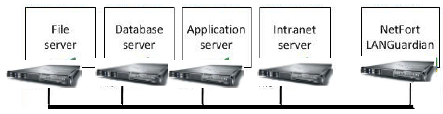 File
server
Database
server
Application
server
Intranet
server
NetFort
LANGuardian